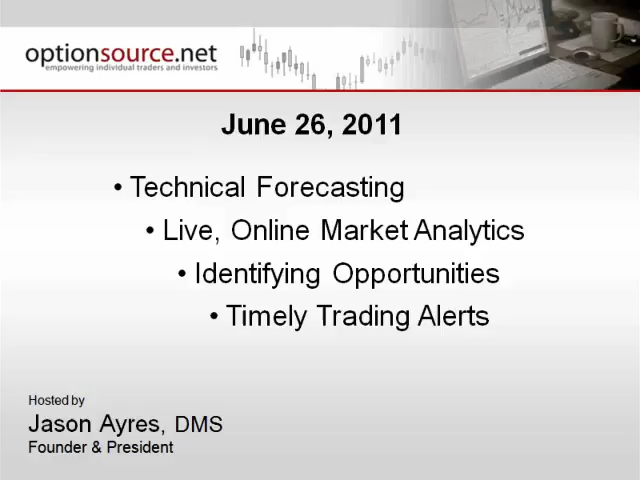 optionsource.net
empowering individual traders and investors
June 26, 2011
• Technical Forecasting
• Live, Online Market Analytics
• Identifying Opportunities
• Timely Trading Alerts
Hosted by
Jason Ayres, DMS
Founder & President